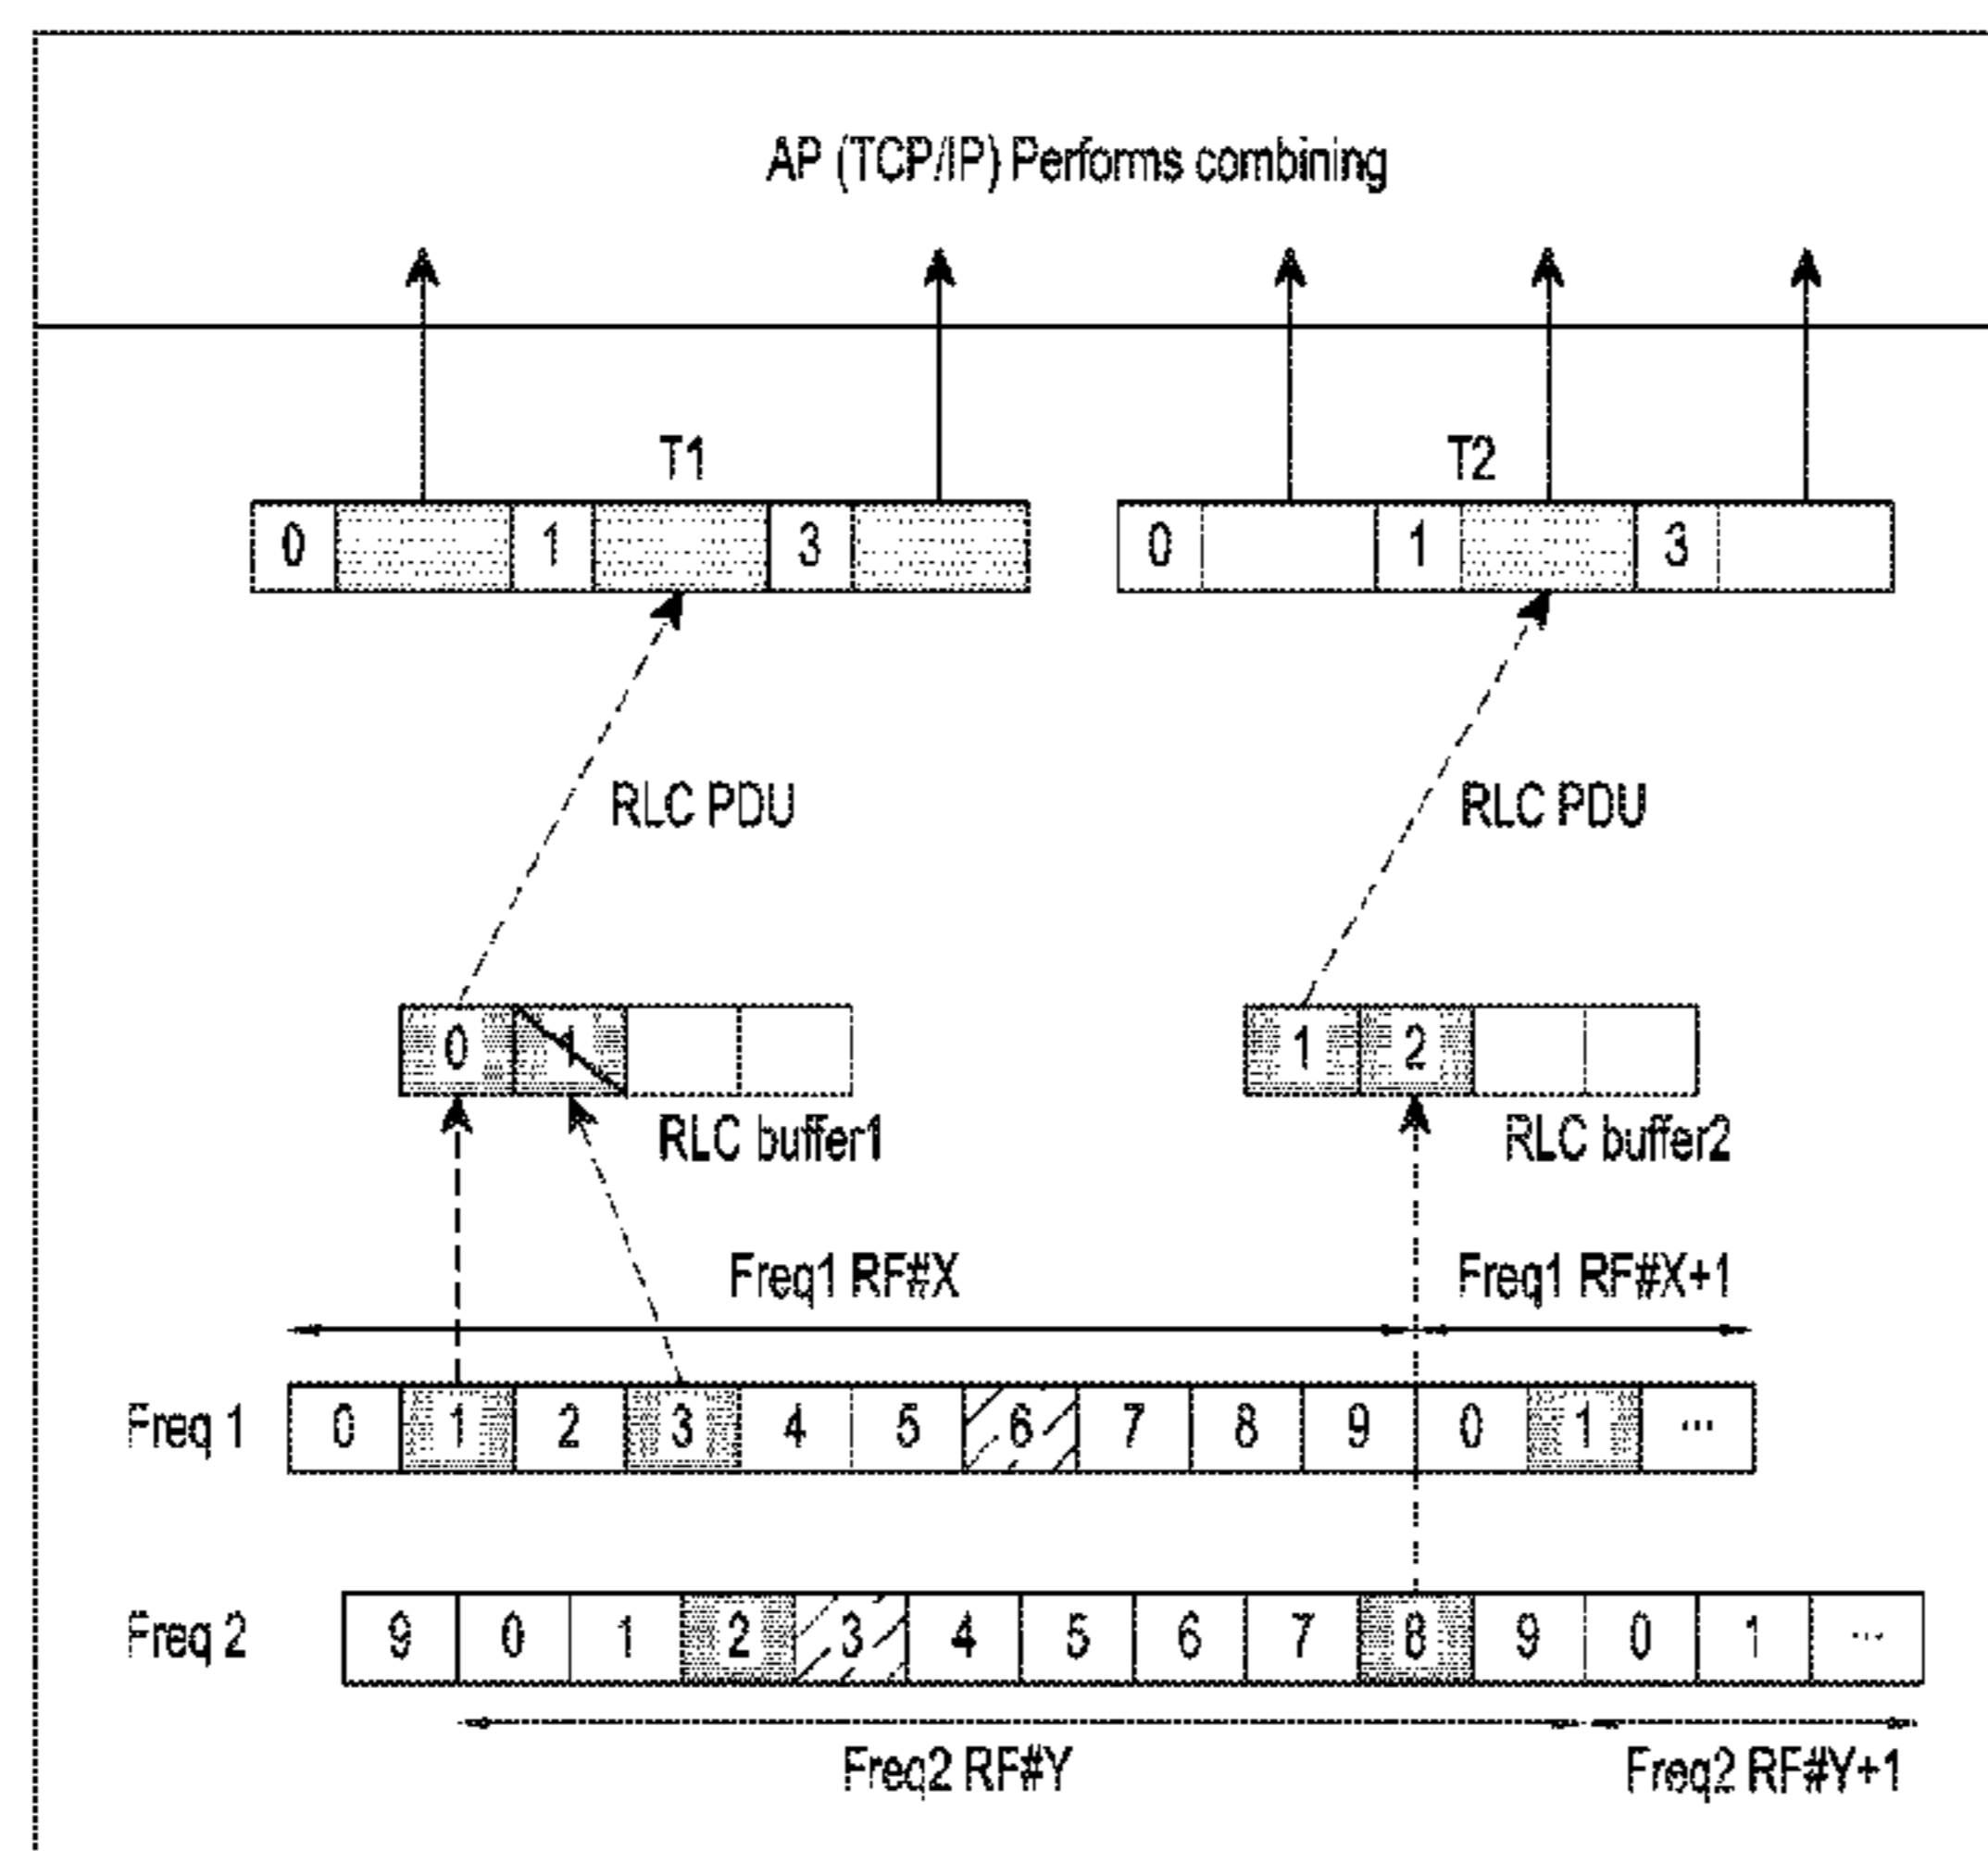 AP (TCP/IP) Performs combining
T1 T2
0 1 3 0 1 3
RLC PDU RLC PDU
0 1 1 2
RLC buffer1 RLC buffer2
Freq1 RF#X Freq1 RF#X+1
Freq 1 0 1 2 3 4 5 6 7 8 9 0 1 ...
Freq 2 9 0 1 2 3 4 5 6 7 8 9 0 1 ...
Freq2 RF#Y Freq2 RF#Y+1